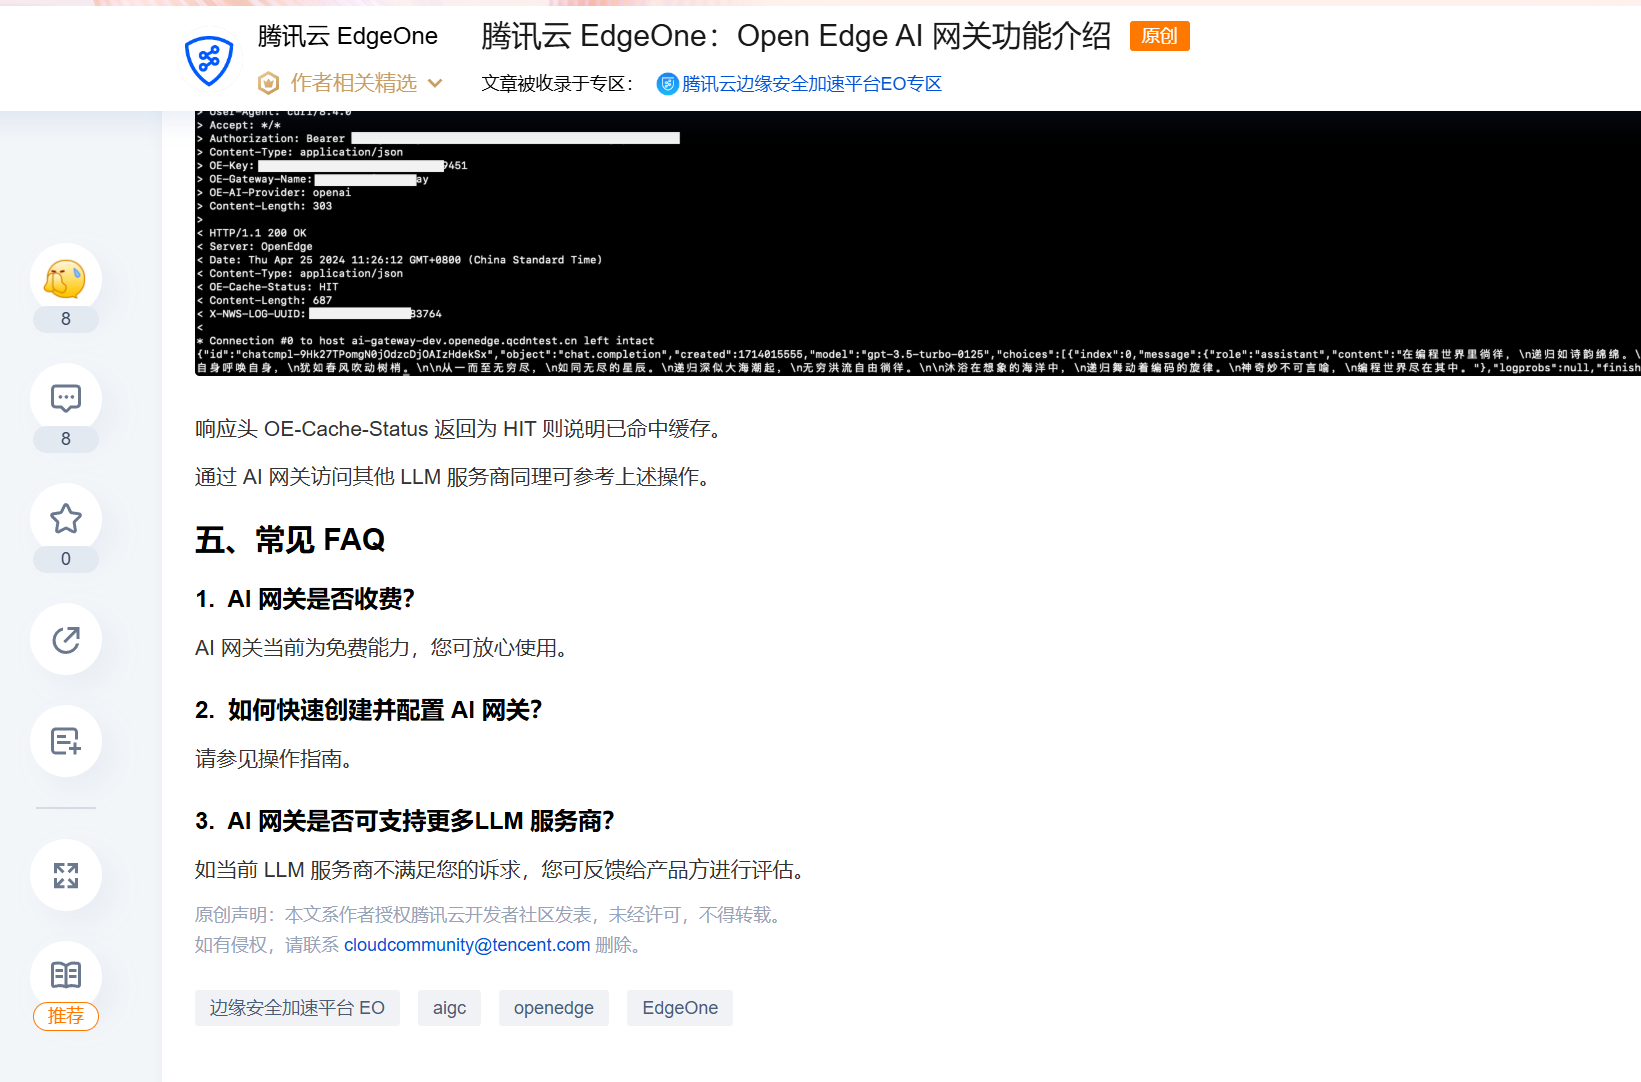 腾讯云 EdgeOne
腾讯云 EdgeOne：Open Edge AI 网关功能介绍
原创
作者相关精选
文章被收录于专区：
腾讯云边缘安全加速平台EO专区
> User-Agent: curl/8.4.0
> Accept: */*
> Authorization: Bearer
> Content-Type: application/json
> OE-Key: 9451
> OE-Gateway-Name: ay
> OE-AI-Provider: openai
> Content-Length: 303
>
< HTTP/1.1 200 OK
< Server: OpenEdge
< Date: Thu Apr 25 2024 11:26:12 GMT+0800 (China Standard Time)
< Content-Type: application/json
< OE-Cache-Status: HIT
< Content-Length: 687
< X-NWS-LOG-UUID: 83764
<
* Connection #0 to host ai-gateway-dev.openedge.qcdntest.cn left intact
{"id":"chatcmpl-9Hk27TPomgN0jOdzcDjOAIzHdekSx","object":"chat.completion","created":1714015555,"model":"gpt-3.5-turbo-0125","choices":[{"index":0,"message":{"role":"assistant","content":"在编程世界里徜徉，\n递归如诗韵绵绵。\
自身呼唤自身，\n犹如春风吹动树梢。\n\n从一而至无穷尽，\n如同无尽的星辰。\n递归深似大海潮起，\n无穷洪流自由徜徉。\n\n沐浴在想象的海洋中，\n递归舞动着编码的旋律。\n神奇妙不可言喻，\n编程世界尽在其中。"},"logprobs":null,"finish
响应头 OE-Cache-Status 返回为 HIT 则说明已命中缓存。
通过 AI 网关访问其他 LLM 服务商同理可参考上述操作。
五、常见 FAQ
1. AI 网关是否收费？
AI 网关当前为免费能力，您可放心使用。
2. 如何快速创建并配置 AI 网关？
请参见操作指南。
3. AI 网关是否可支持更多LLM 服务商？
如当前 LLM 服务商不满足您的诉求，您可反馈给产品方进行评估。
原创声明：本文系作者授权腾讯云开发者社区发表，未经许可，不得转载。
如有侵权，请联系 cloudcommunity@tencent.com 删除。
边缘安全加速平台 EO
aigc
openedge
EdgeOne
8
8
0
推荐